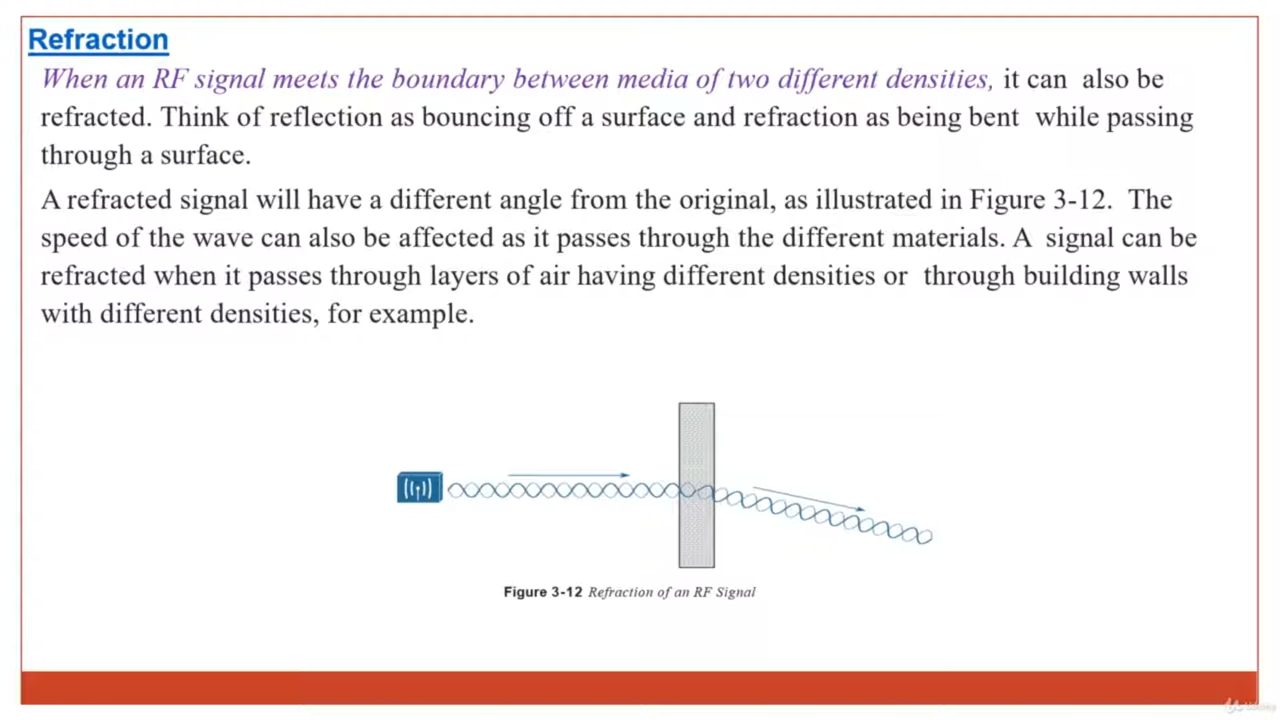 Refraction
When an RF signal meets the boundary between media of two different densities, it can also be
refracted. Think of reflection as bouncing off a surface and refraction as being bent while passing
through a surface.
A refracted signal will have a different angle from the original, as illustrated in Figure 3-12. The
speed of the wave can also be affected as it passes through the different materials. A signal can be
refracted when it passes through layers of air having different densities or through building walls
with different densities, for example.
Figure 3-12 Refraction of an RF Signal